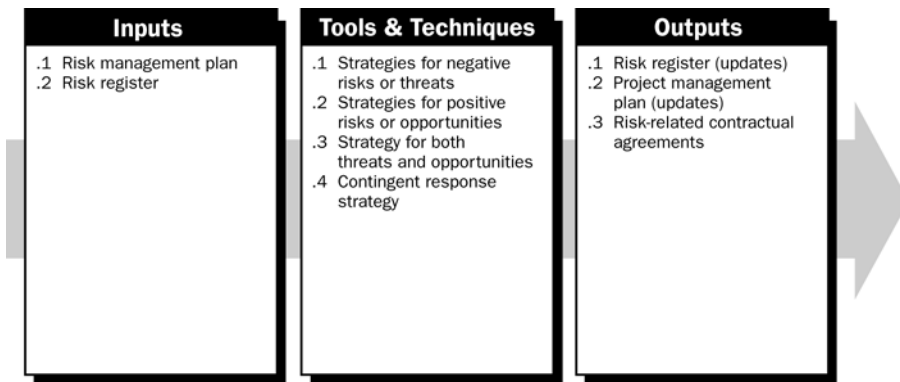 Inputs
.1 Risk management plan
.2 Risk register
Tools & Techniques
.1 Strategies for negative
risks or threats
.2 Strategies for positive
risks or opportunities
.3 Strategy for both
threats and opportunities
.4 Contingent response
strategy
Outputs
.1 Risk register (updates)
.2 Project management
plan (updates)
.3 Risk-related contractual
agreements